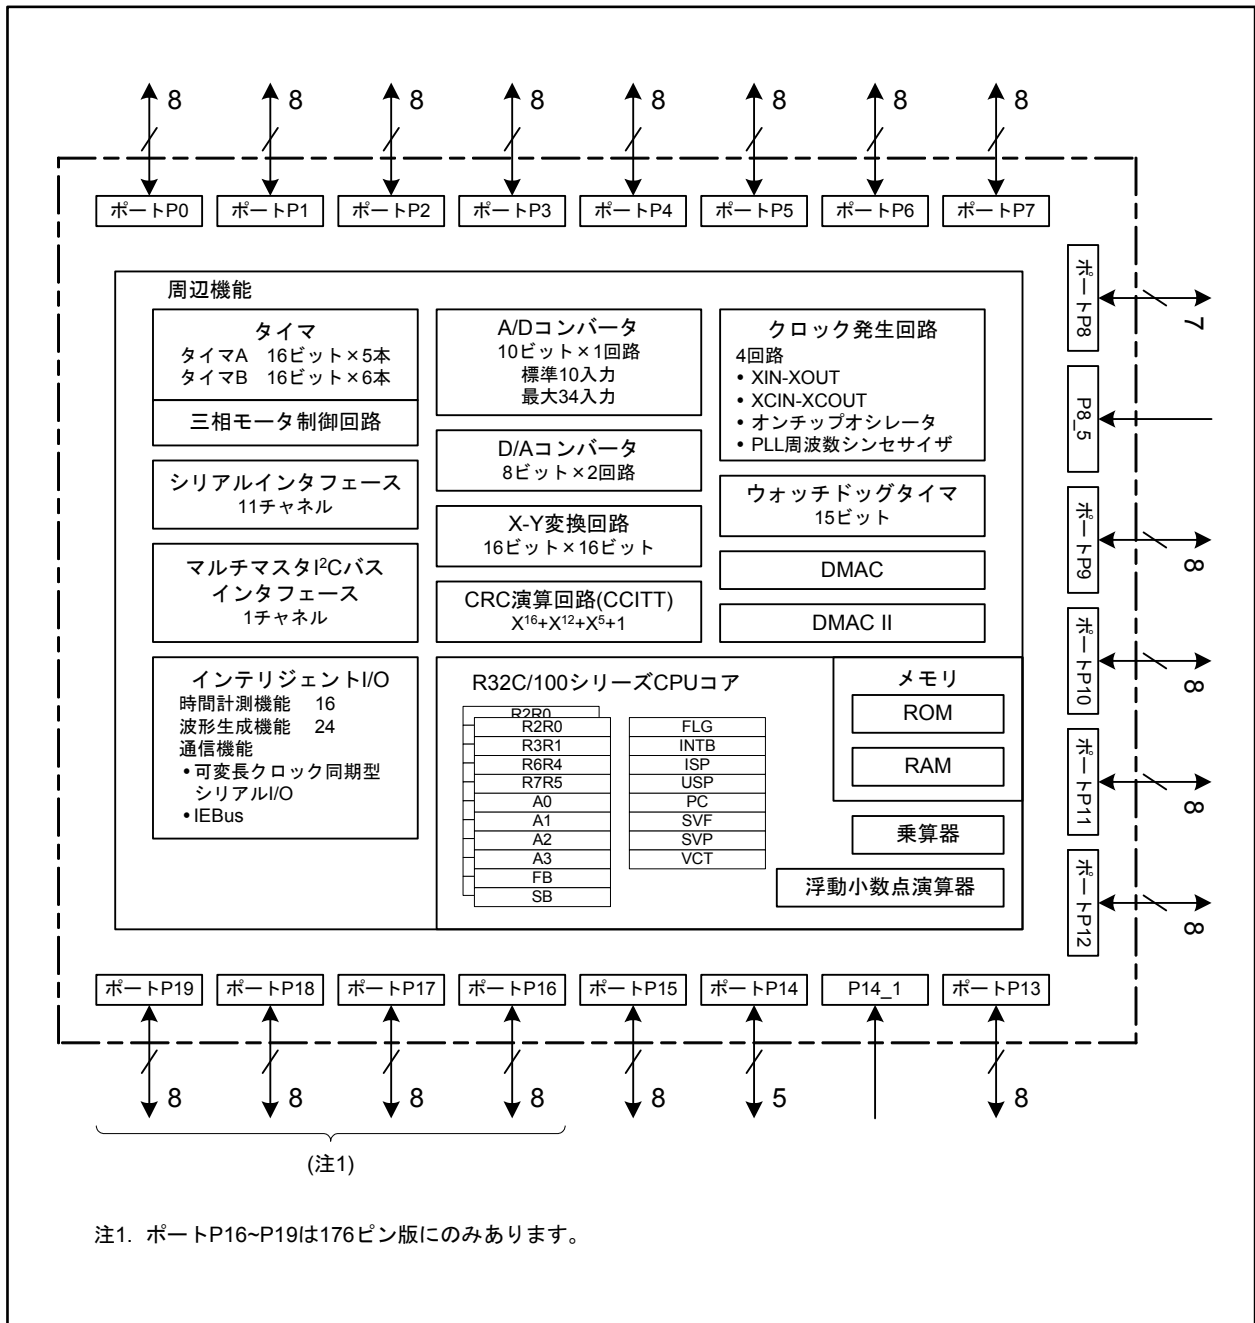 8 8 8 8 8 8 8 8
ポートP0 ポートP1 ポートP2 ポートP3 ポートP4 ポートP5 ポートP6 ポートP7
ポートP8
7
P8_5
ポートP9
8
ポートP10
8
ポートP11
8
ポートP12
8
周辺機能
タイマ
タイマA 16ビット×5本
タイマB 16ビット×6本
三相モータ制御回路
シリアルインタフェース
11チャネル
マルチマスタI²Cバス
インタフェース
1チャネル
インテリジェントI/O
時間計測機能 16
波形生成機能 24
通信機能
•可変長クロック同期型
シリアルI/O
•IEBus
A/Dコンバータ
10ビット×1回路
標準10入力
最大34入力
D/Aコンバータ
8ビット×2回路
X-Y変換回路
16ビット×16ビット
CRC演算回路(CCITT)
X¹⁶+X¹²+X⁵+1
クロック発生回路
4回路
• XIN-XOUT
• XCIN-XCOUT
• オンチップオシレータ
• PLL周波数シンセサイザ
ウォッチドッグタイマ
15ビット
DMAC
DMAC II
R32C/100シリーズCPUコア
R2R0
R2R0
R3R1
R6R4
R7R5
A0
A1
A2
A3
FB
SB
FLG
INTB
ISP
USP
PC
SVF
SVP
VCT
メモリ
ROM
RAM
乗算器
浮動小数点演算器
ポートP19 ポートP18 ポートP17 ポートP16 ポートP15 ポートP14 P14_1 ポートP13
8 8 8 8 8 5 8
(注1)
注1. ポートP16~P19は176ピン版にのみあります。